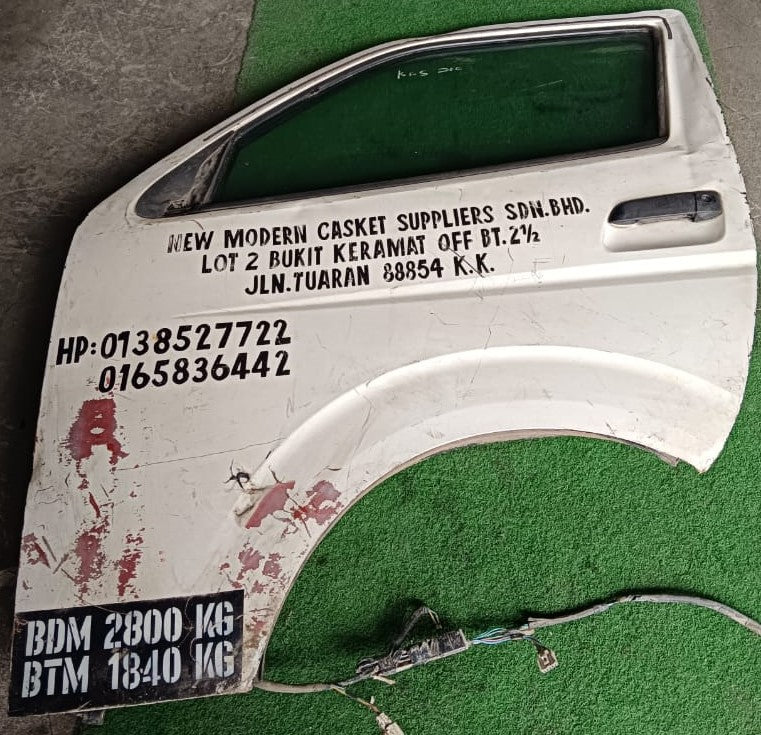 NEW MODERN CASKET SUPPLIERS SDN.BHD.
LOT 2 BUKIT KERAMAT OFF BT.2½
JLN.TUARAN 88854 K.K.
HP:0138527722
0165836442
BDM 2800 KG
BTM 1840 KG